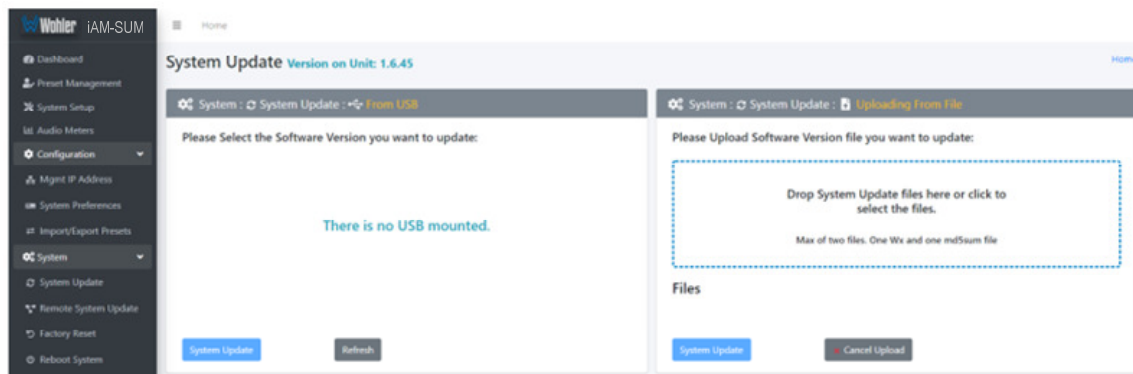 Wohler iAM-SUM
Home
Dashboard
Preset Management
System Setup
Audio Meters
Configuration
Mgmt IP Address
System Preferences
Import/Export Presets
System
System Update
Remote System Update
Factory Reset
Reboot System
System Update Version on Unit: 1.6.45
Home
System : System Update : From USB
Please Select the Software Version you want to update:
There is no USB mounted.
System Update Refresh
System : System Update : Uploading From File
Please Upload Software Version file you want to update:
Drop System Update files here or click to
select the files.
Max of two files. One Wx and one md5sum file
Files
System Update Cancel Upload